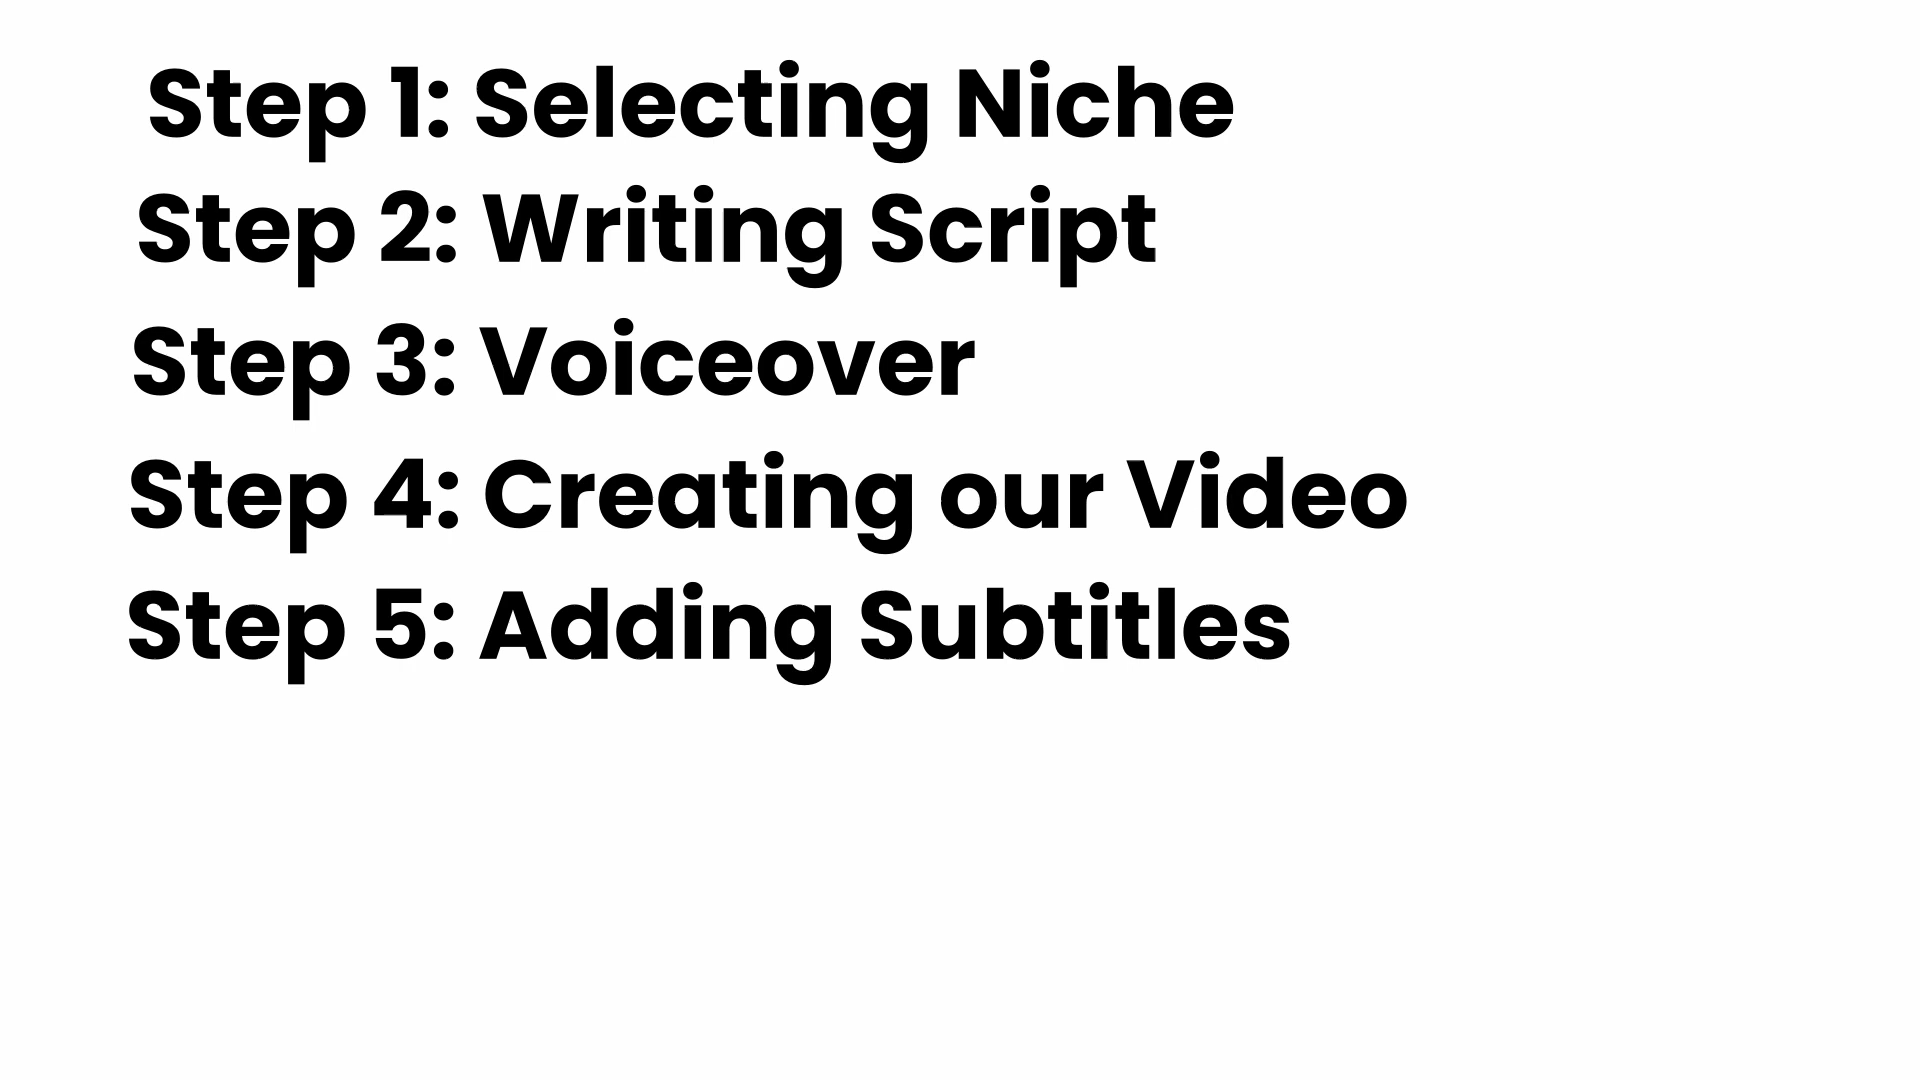 Step 1: Selecting Niche
Step 2: Writing Script
Step 3: Voiceover
Step 4: Creating our Video
Step 5: Adding Subtitles